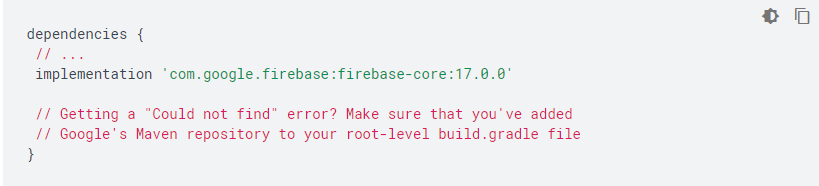 dependencies {
// ...
implementation 'com.google.firebase:firebase-core:17.0.0'
// Getting a "Could not find" error? Make sure that you've added
// Google's Maven repository to your root-level build.gradle file
}